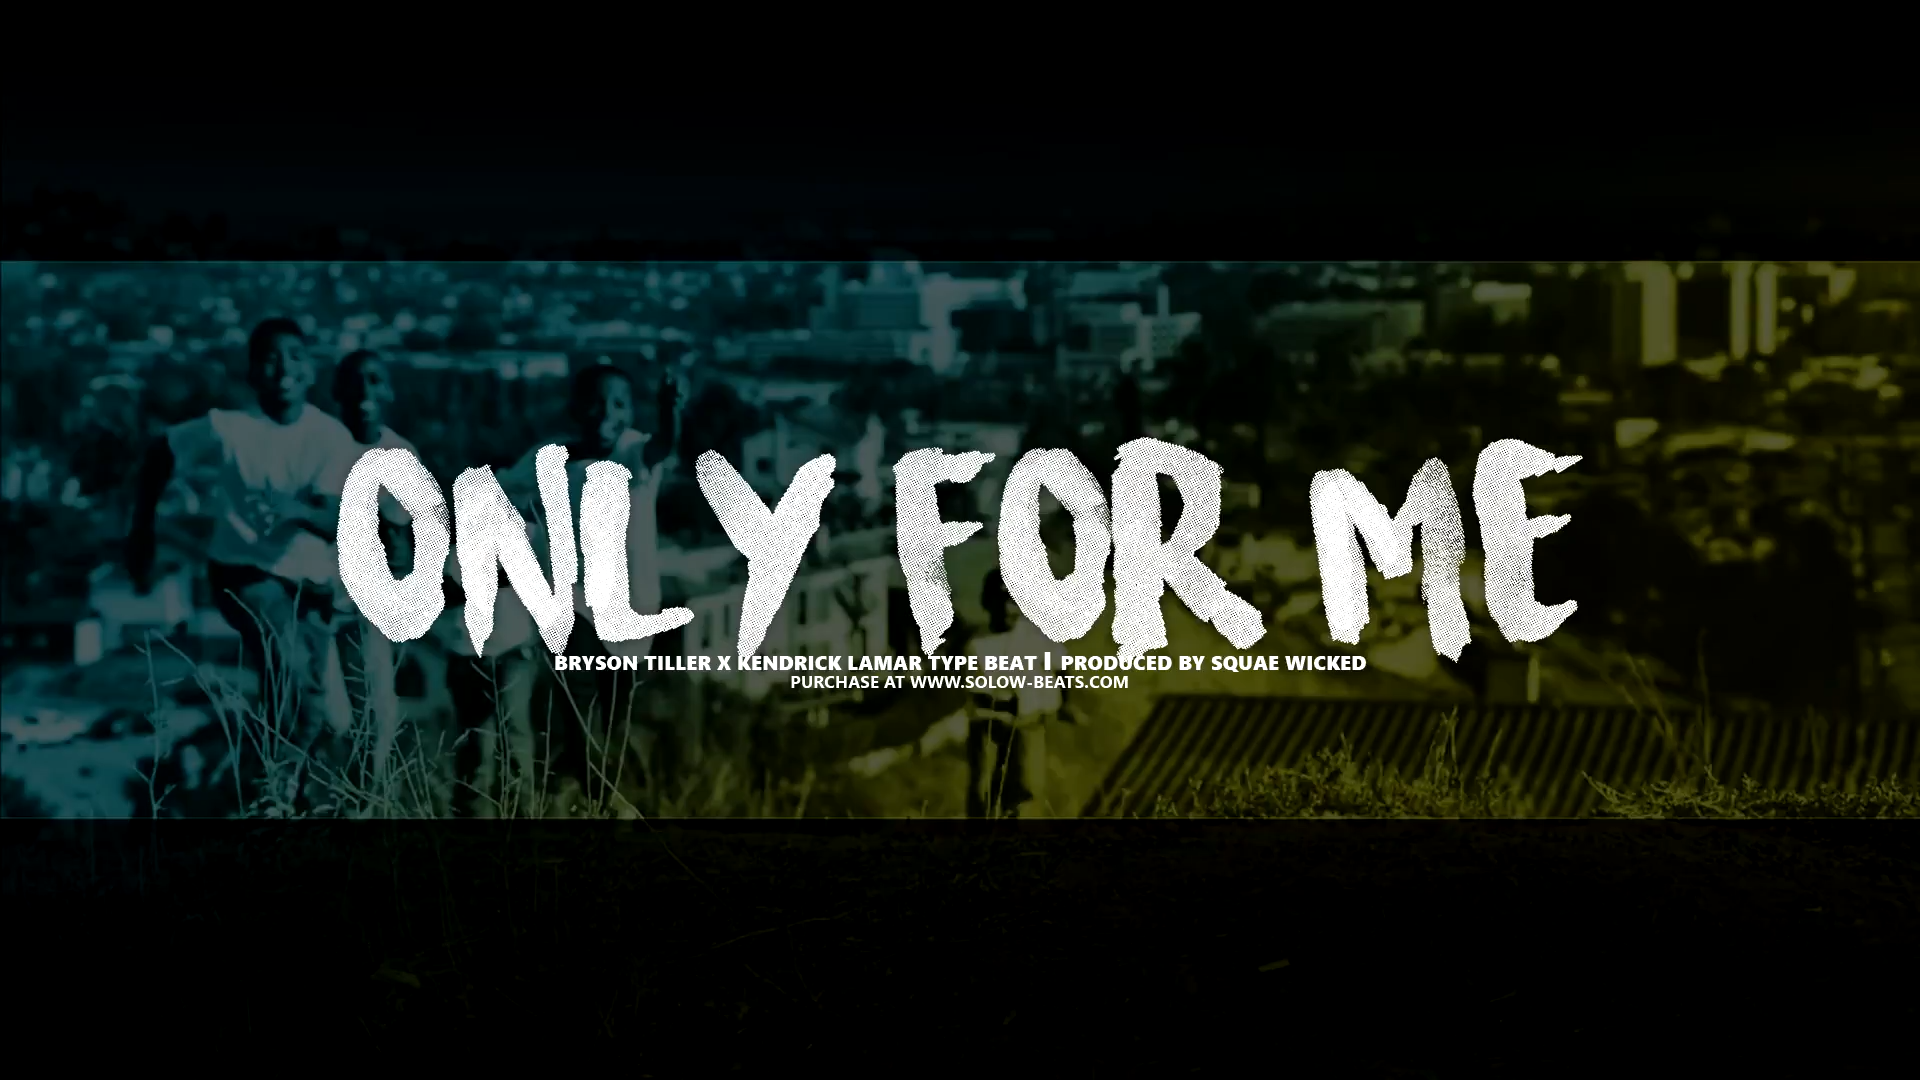 ONLY FOR ME
BRYSON TILLER X KENDRICK LAMAR TYPE BEAT | PRODUCED BY SQUAE WICKED
PURCHASE AT WWW.SOLOW-BEATS.COM